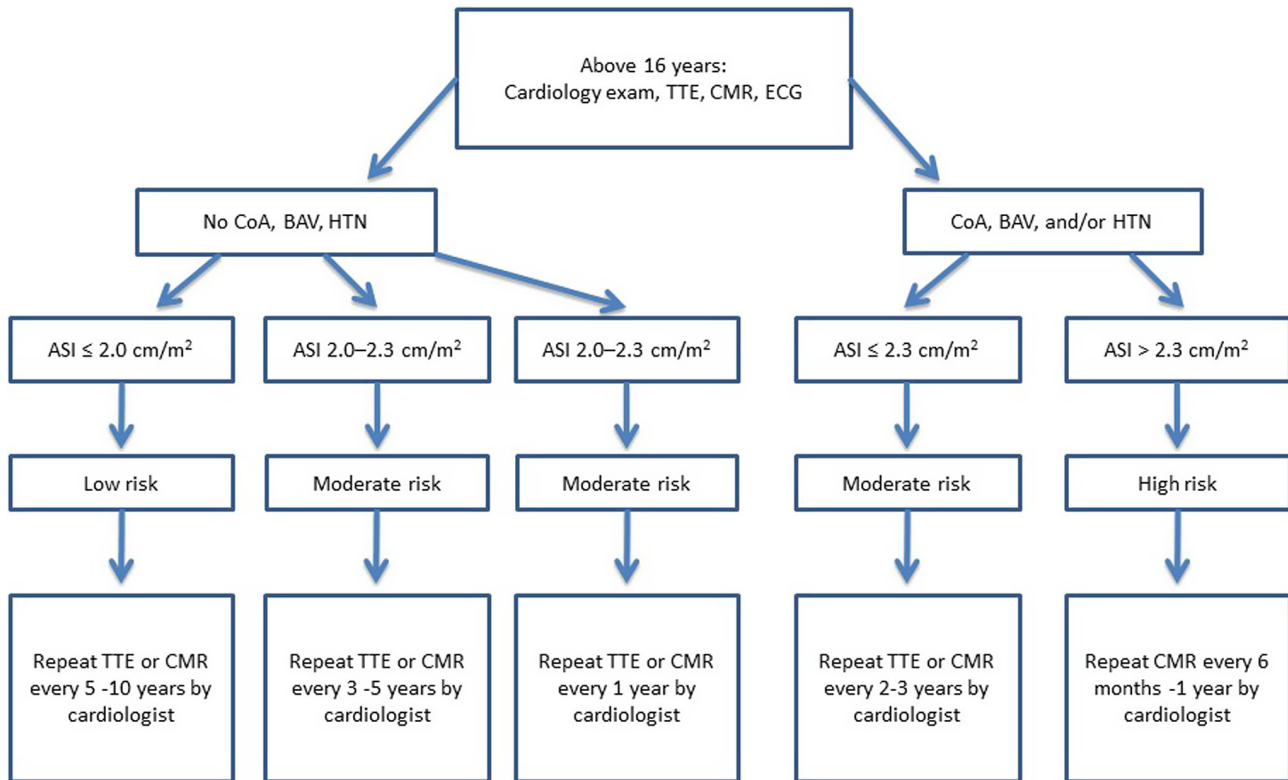 Above 16 years:
Cardiology exam, TTE, CMR, ECG
No CoA, BAV, HTN
CoA, BAV, and/or HTN
ASI ≤ 2.0 cm/m²
ASI 2.0–2.3 cm/m²
ASI 2.0–2.3 cm/m²
ASI ≤ 2.3 cm/m²
ASI > 2.3 cm/m²
Low risk
Moderate risk
Moderate risk
Moderate risk
High risk
Repeat TTE or CMR
every 5 -10 years by
cardiologist
Repeat TTE or CMR
every 3 -5 years by
cardiologist
Repeat TTE or CMR
every 1 year by
cardiologist
Repeat TTE or CMR
every 2-3 years by
cardiologist
Repeat CMR every 6
months -1 year by
cardiologist